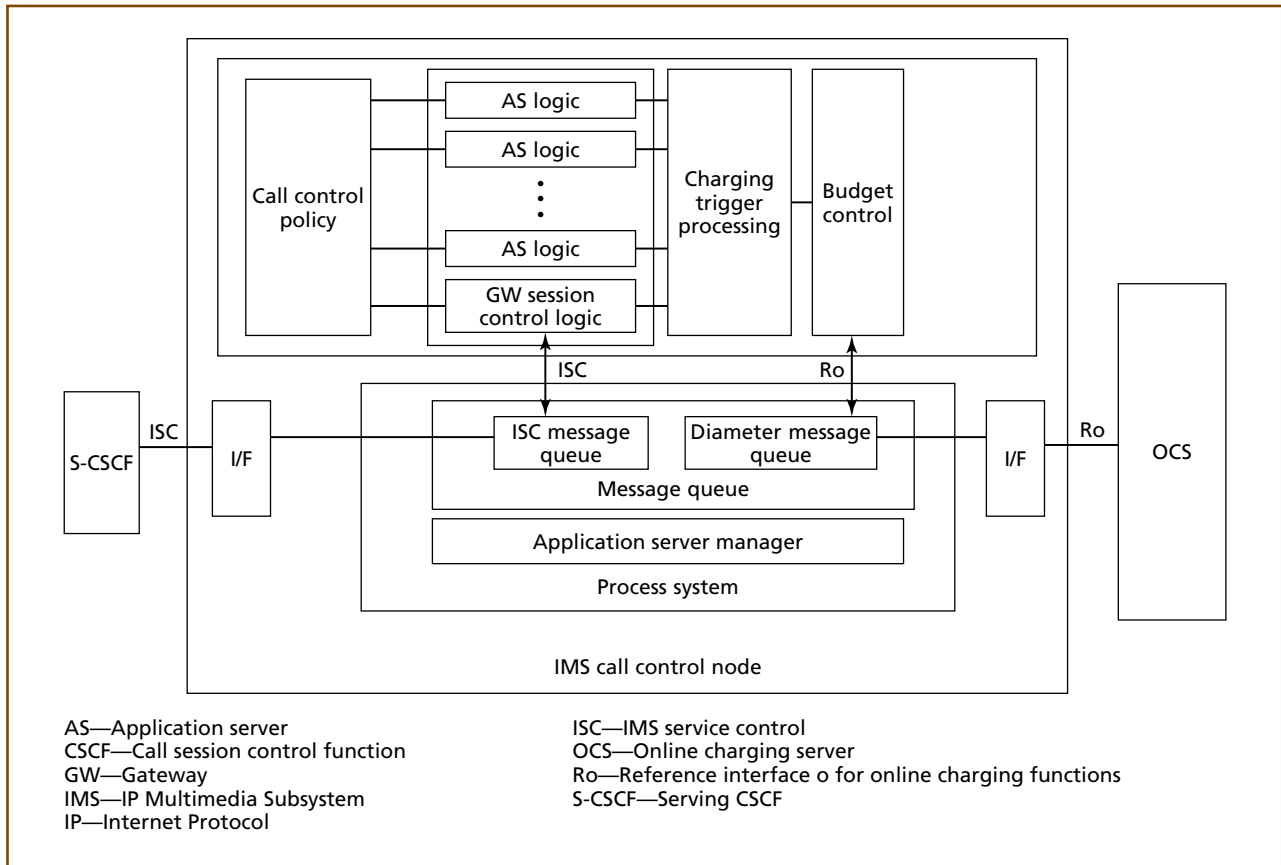 AS logic
AS logic
Call control
policy
Charging
trigger
processing
Budget
control
AS logic
GW session
control logic
ISC
Ro
S-CSCF
ISC
I/F
ISC message
queue
Diameter message
queue
Message queue
I/F
Ro
OCS
Application server manager
Process system
IMS call control node
AS—Application server
CSCF—Call session control function
GW—Gateway
IMS—IP Multimedia Subsystem
IP—Internet Protocol
ISC—IMS service control
OCS—Online charging server
Ro—Reference interface o for online charging functions
S-CSCF—Serving CSCF